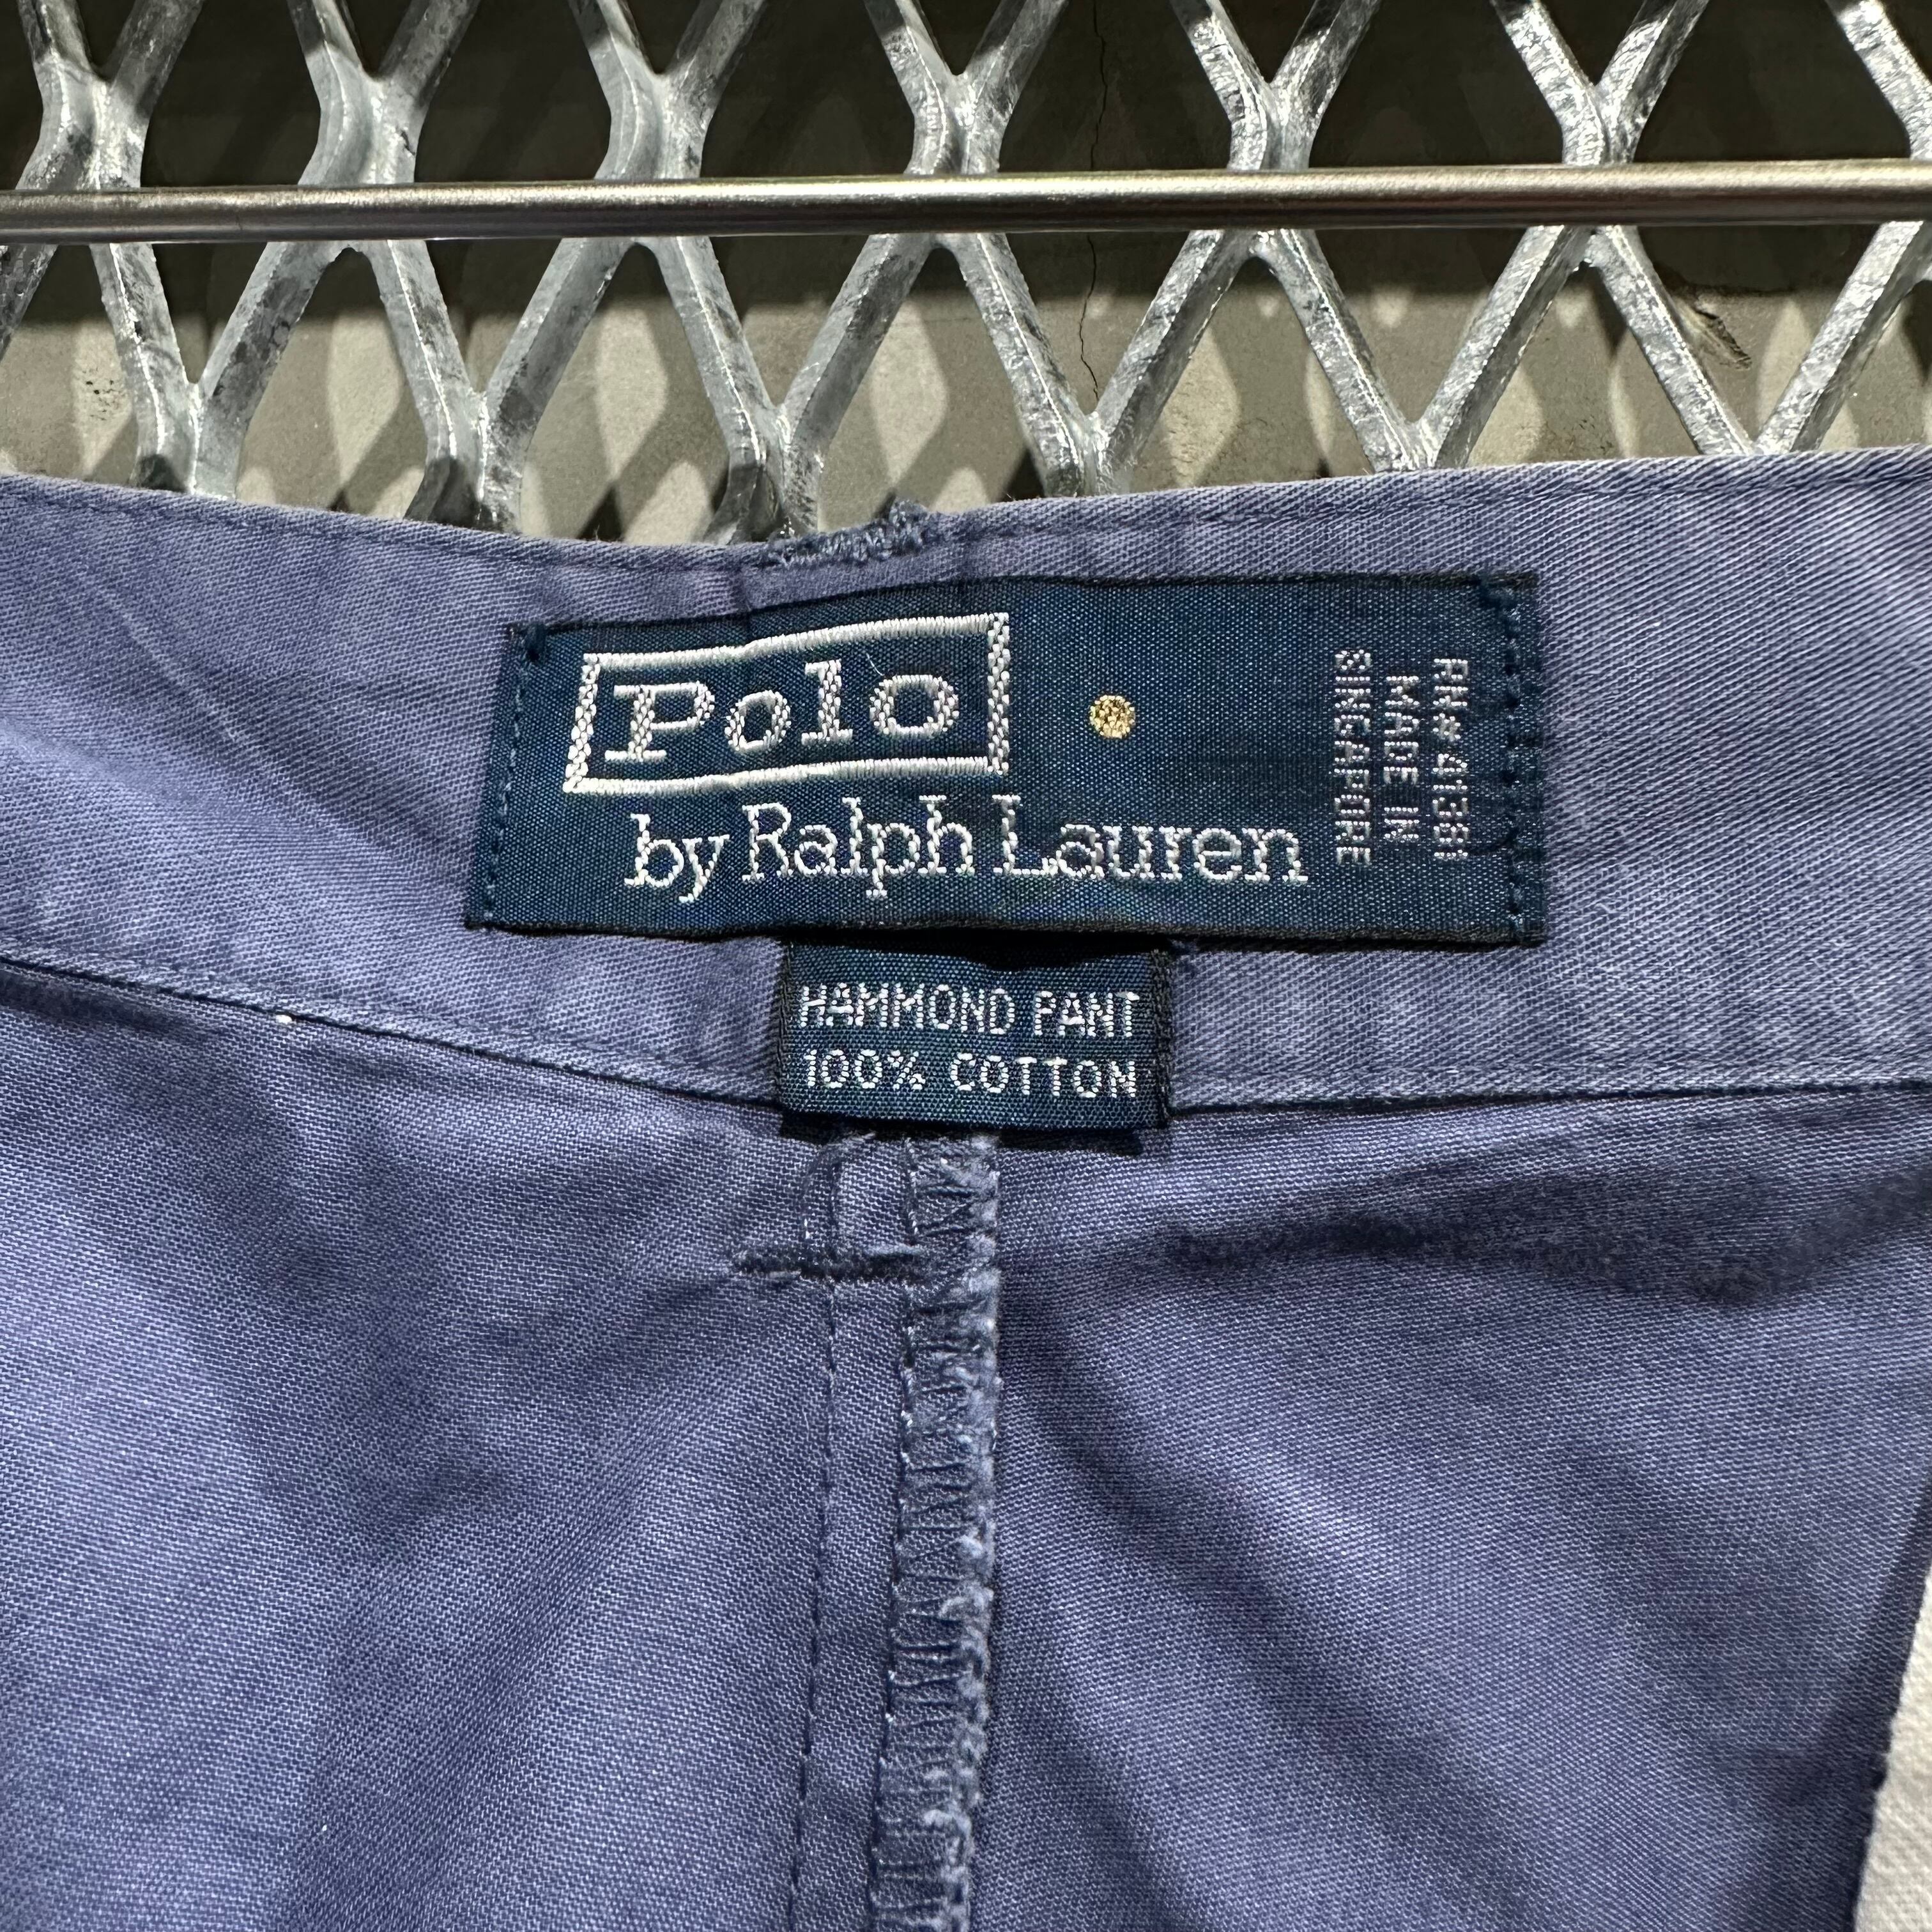 Polo
by Ralph Lauren
RN# 41381
MADE IN
SINGAPORE
HAMMOND PANT
100% COTTON